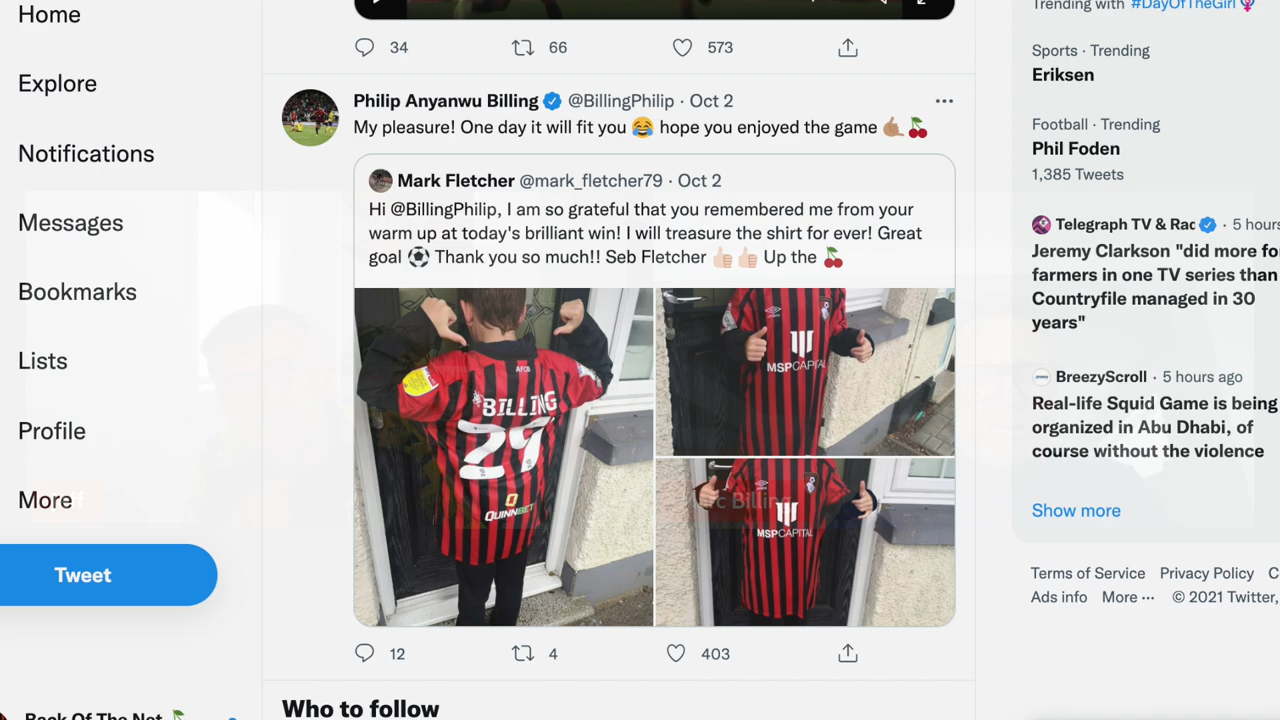 Home
Explore
Notifications
Messages
Bookmarks
Lists
Profile
More
Tweet
34
66
573
Philip Anyanwu Billing @BillingPhilip · Oct 2
My pleasure! One day it will fit you 😂 hope you enjoyed the game 🤙🏽🍒
Mark Fletcher @mark_fletcher79 · Oct 2
Hi @BillingPhilip, I am so grateful that you remembered me from your
warm up at today's brilliant win! I will treasure the shirt for ever! Great
goal ⚽ Thank you so much!! Seb Fletcher 👍🏻👍🏻 Up the 🍒
AFCB
BILLING
29
QUINNBET
MSPCAPITAL
MSPCAPITAL
Billing
12
4
403
Who to follow
Back Of The Net 🍒
Trending with #DayOfTheGirl
Sports · Trending
Eriksen
Football · Trending
Phil Foden
1,385 Tweets
Telegraph TV & Rac · 5 hours
Jeremy Clarkson "did more fo
farmers in one TV series than
Countryfile managed in 30
years"
BreezyScroll · 5 hours ago
Real-life Squid Game is being
organized in Abu Dhabi, of
course without the violence
Show more
Terms of Service Privacy Policy C
Ads info More ··· © 2021 Twitter,